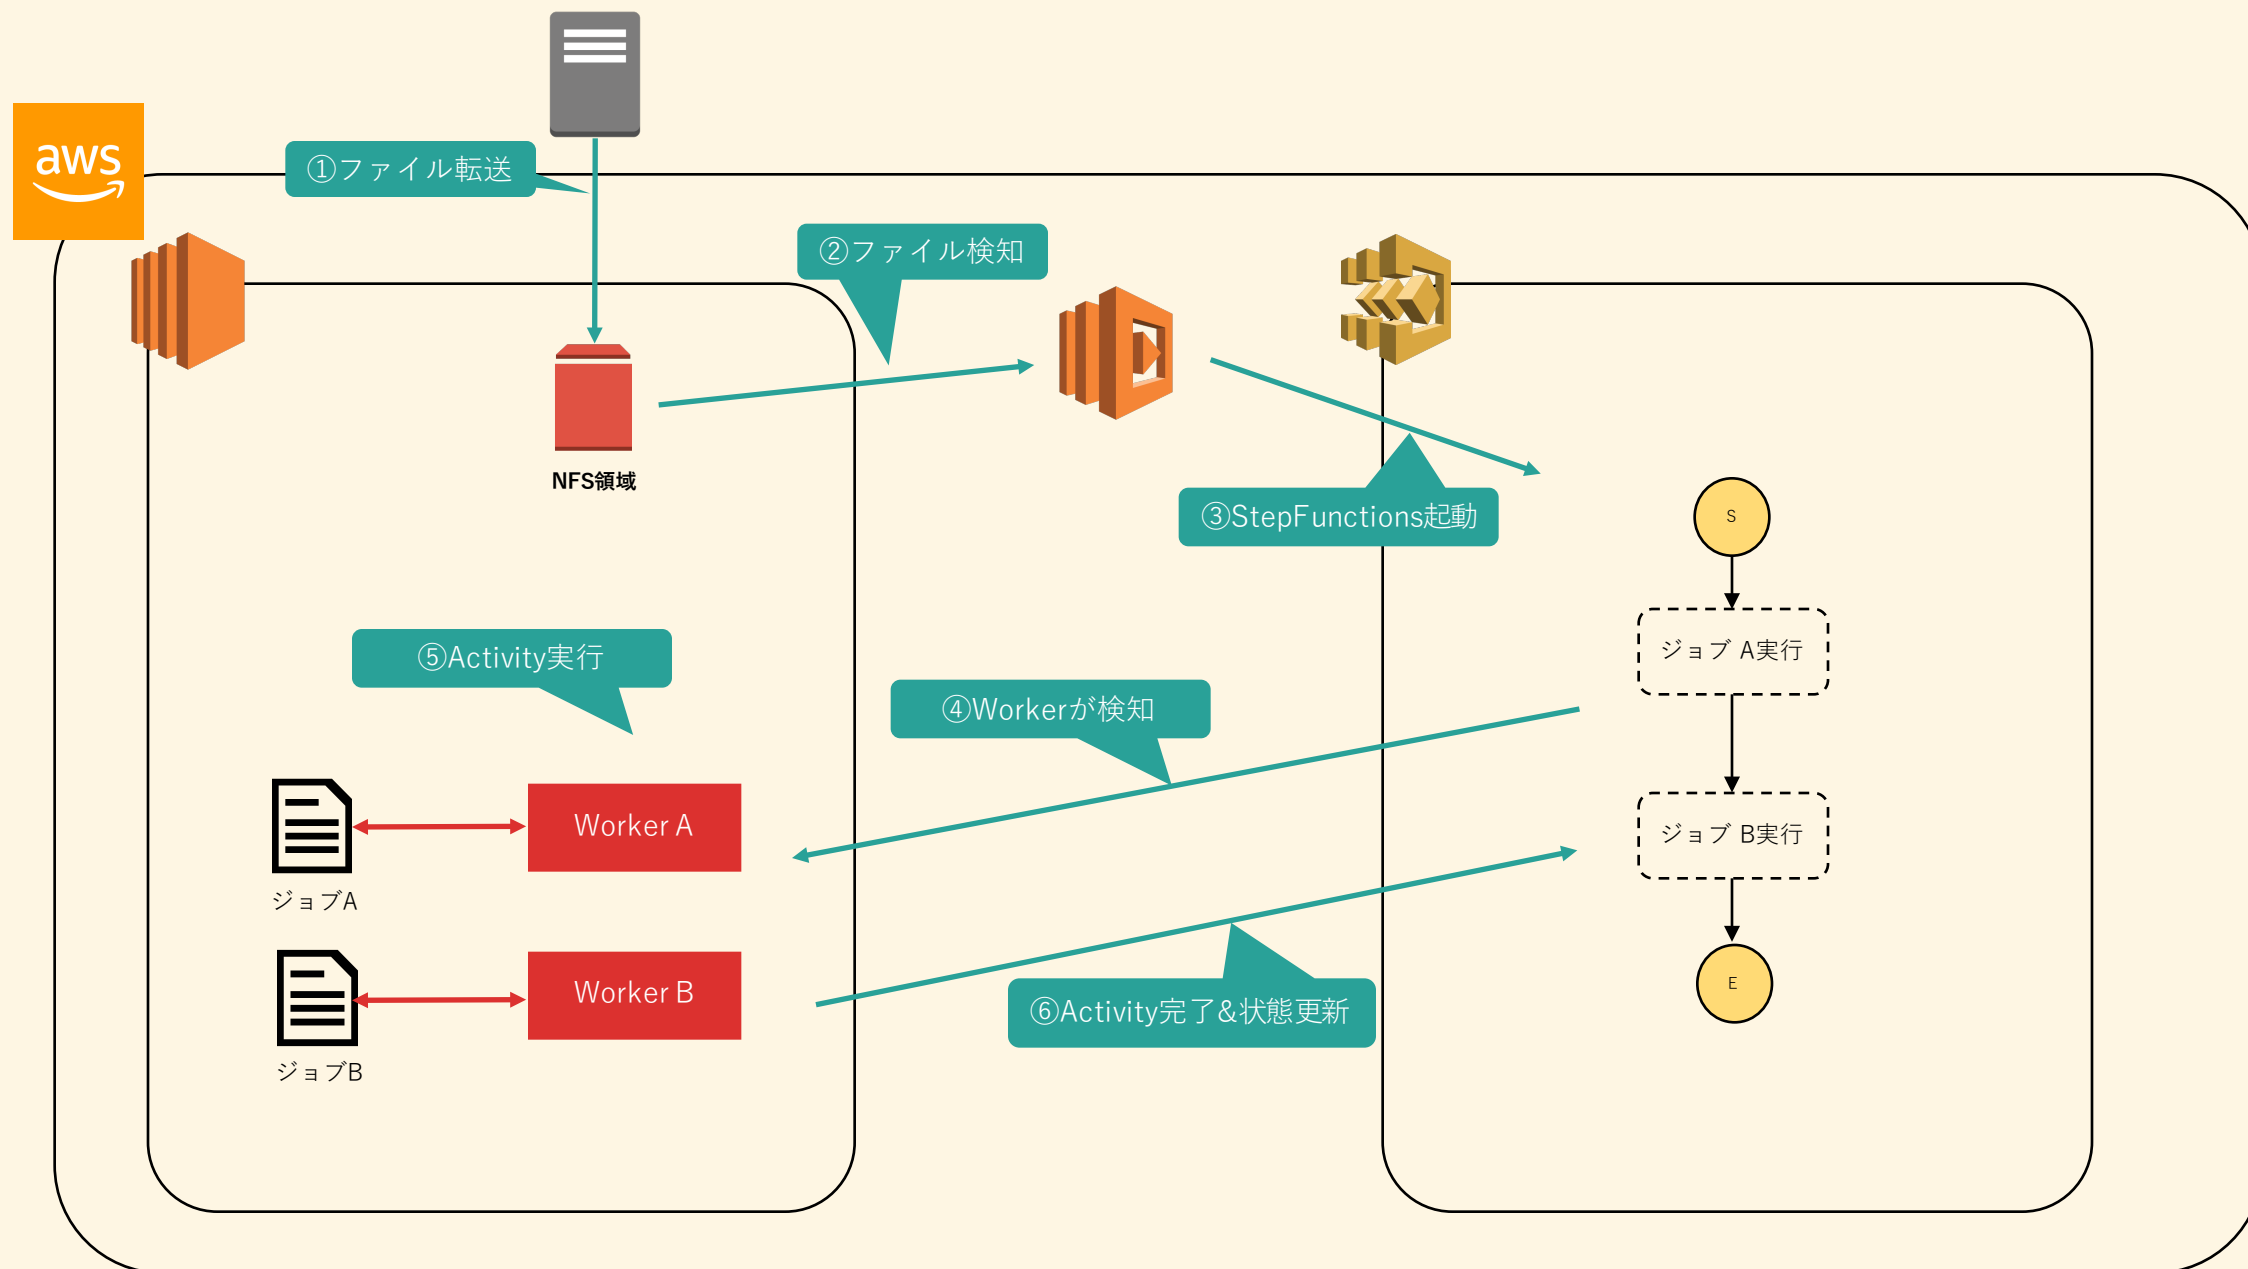 aws
①ファイル転送
②ファイル検知
NFS領域
③StepFunctions起動
S
ジョブ A実行
⑤Activity実行
④Workerが検知
Worker A
ジョブ B実行
ジョブA
Worker B
⑥Activity完了&状態更新
E
ジョブB